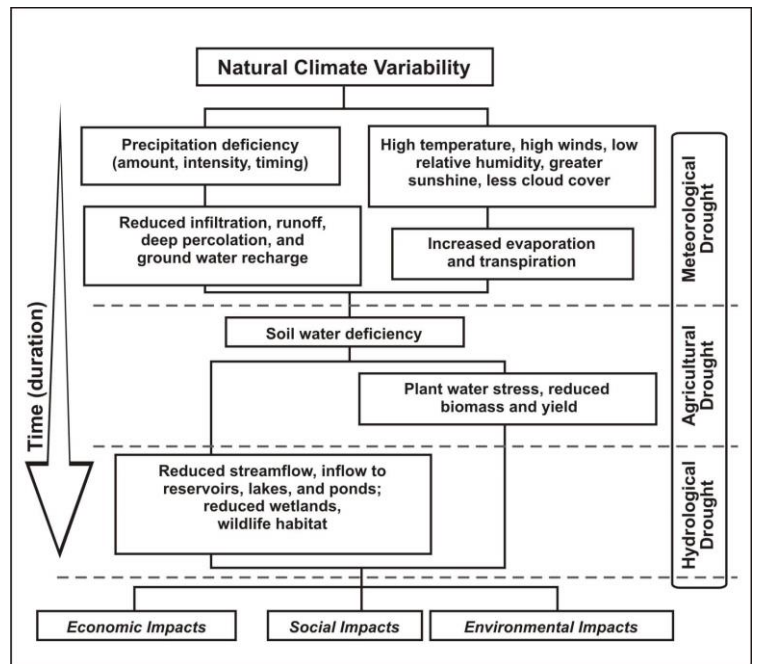 Natural Climate Variability
Precipitation deficiency
(amount, intensity, timing)
High temperature, high winds, low
relative humidity, greater
sunshine, less cloud cover
Reduced infiltration, runoff,
deep percolation, and
ground water recharge
Increased evaporation
and transpiration
Meteorological
Drought
Time (duration)
Soil water deficiency
Plant water stress, reduced
biomass and yield
Agricultural
Drought
Reduced streamflow, inflow to
reservoirs, lakes, and ponds;
reduced wetlands,
wildlife habitat
Hydrological
Drought
Economic Impacts
Social Impacts
Environmental Impacts